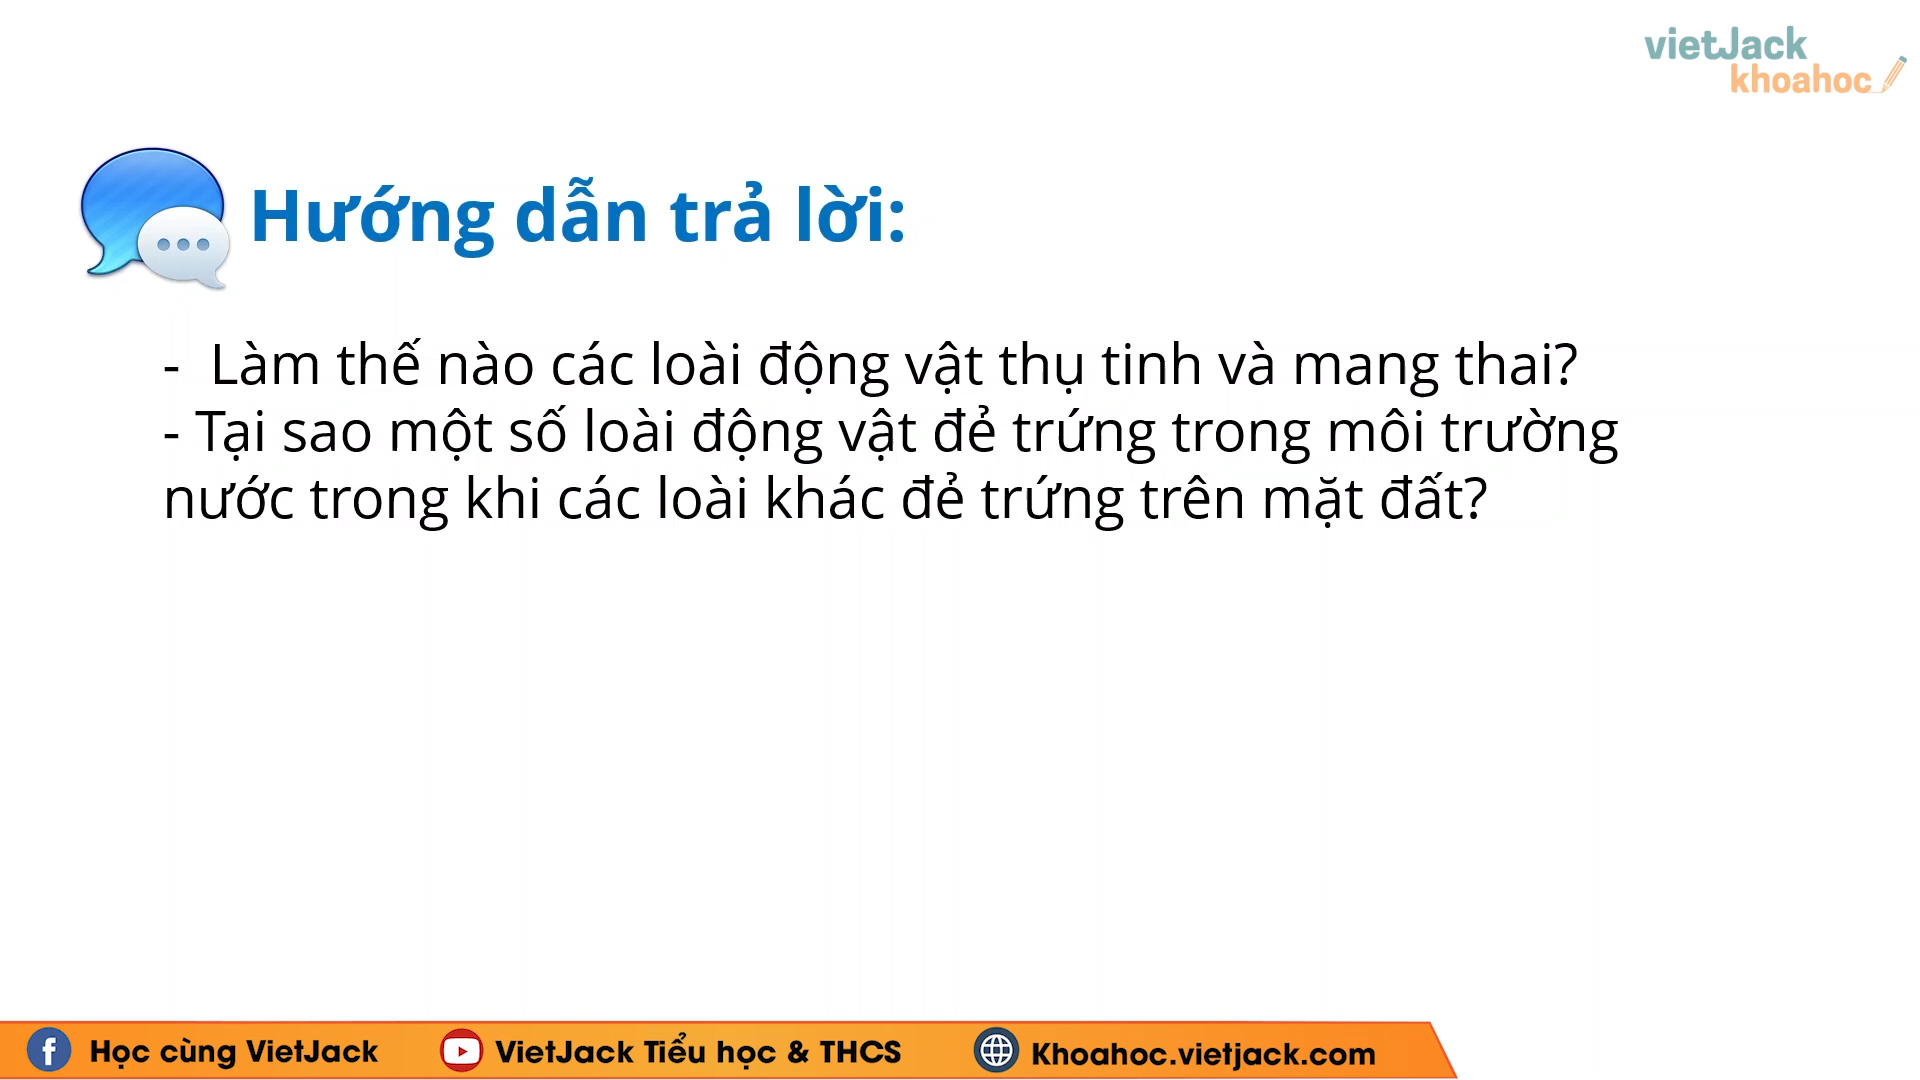 vietJack
khoahoc
Hướng dẫn trả lời:
- Làm thế nào các loài động vật thụ tinh và mang thai?
- Tại sao một số loài động vật đẻ trứng trong môi trường
nước trong khi các loài khác đẻ trứng trên mặt đất?
Học cùng VietJack
VietJack Tiểu học & THCS
Khoahoc.vietjack.com